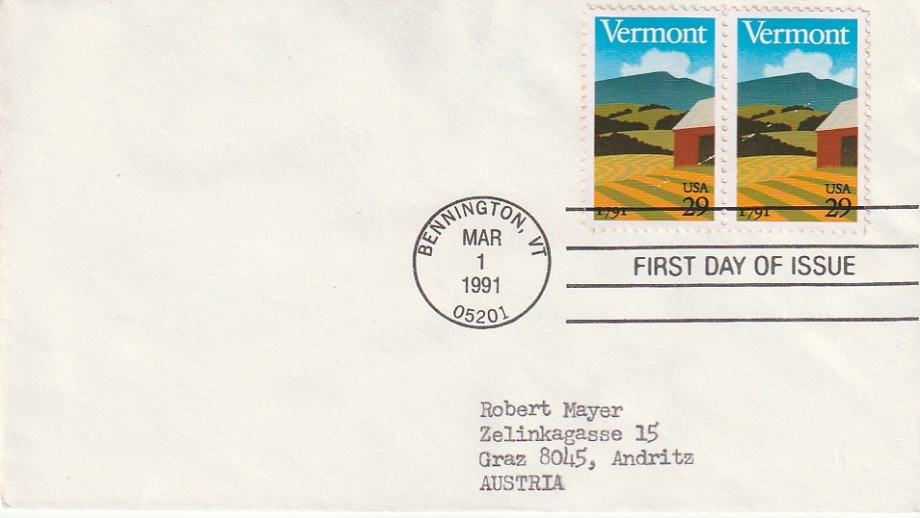 Vermont Vermont
USA USA
1791 29 1791 29
BENNINGTON, VT
MAR
1
1991
05201
FIRST DAY OF ISSUE
Robert Mayer
Zelinkagasse 15
Graz 8045, Andritz
AUSTRIA